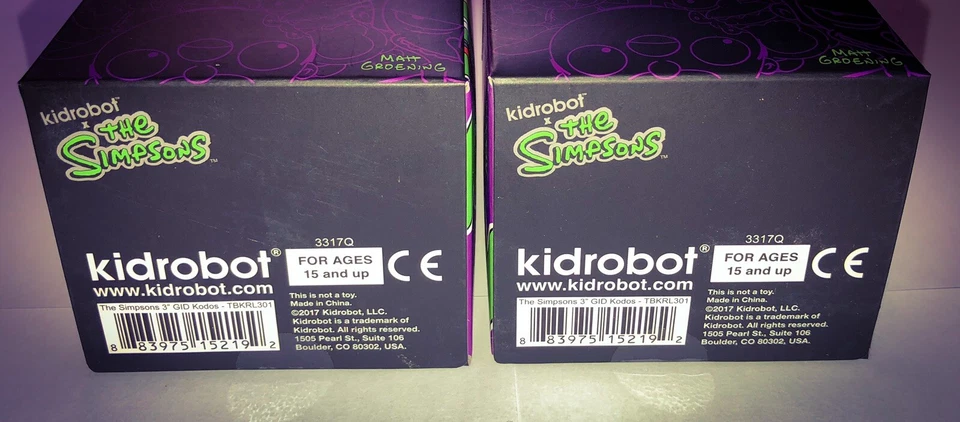 MATT
GROENING
kidrobot™
x
THE
SIMPSONS™
3317Q
kidrobot®
FOR AGES
15 and up
CE
www.kidrobot.com
The Simpsons 3" GID Kodos - TBKRL301
8 83975 15219 2
This is not a toy.
Made in China.
©2017 Kidrobot, LLC.
Kidrobot is a trademark of
Kidrobot. All rights reserved.
1505 Pearl St., Suite 106
Boulder, CO 80302, USA.
MATT
GROENING
kidrobot™
x
THE
SIMPSONS™
3317Q
kidrobot®
FOR AGES
15 and up
CE
www.kidrobot.com
The Simpsons 3" GID Kodos - TBKRL301
8 83975 15219 2
This is not a toy.
Made in China.
©2017 Kidrobot, LLC.
Kidrobot is a trademark of
Kidrobot. All rights reserved.
1505 Pearl St., Suite 106
Boulder, CO 80302, USA.